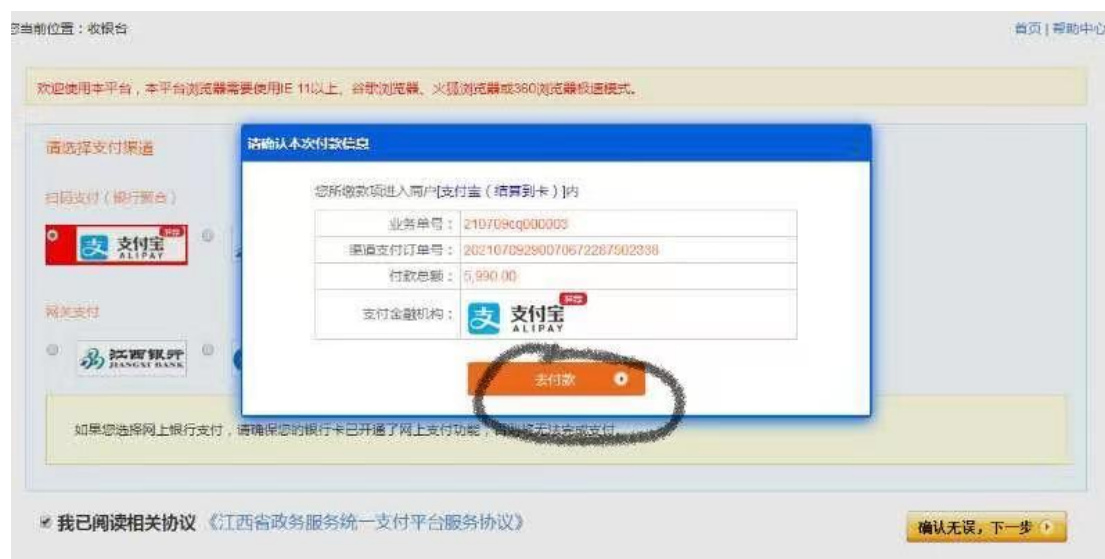 您当前位置：收银台
首页 | 帮助中心
欢迎使用本平台，本平台浏览器需要使用IE 11以上、谷歌浏览器、火狐浏览器或360浏览器极速模式。
请选择支付渠道
请确认本次付款信息
扫码支付（银行聚合）
您所缴款项进入商户[支付宝（结算到卡）]内
业务单号： 210709cq000003
渠道支付订单号：
付款总额： 5,990.00
支付金融机构： 支付宝 推荐
ALIPAY
支付宝 推荐
ALIPAY
网关支付
江西银行
JIANGXI BANK
去付款
如果您选择网上银行支付，请确保您的银行卡已开通了网上支付功能，否则将无法完成支付
我已阅读相关协议 《江西省政务服务统一支付平台服务协议》
确认无误，下一步